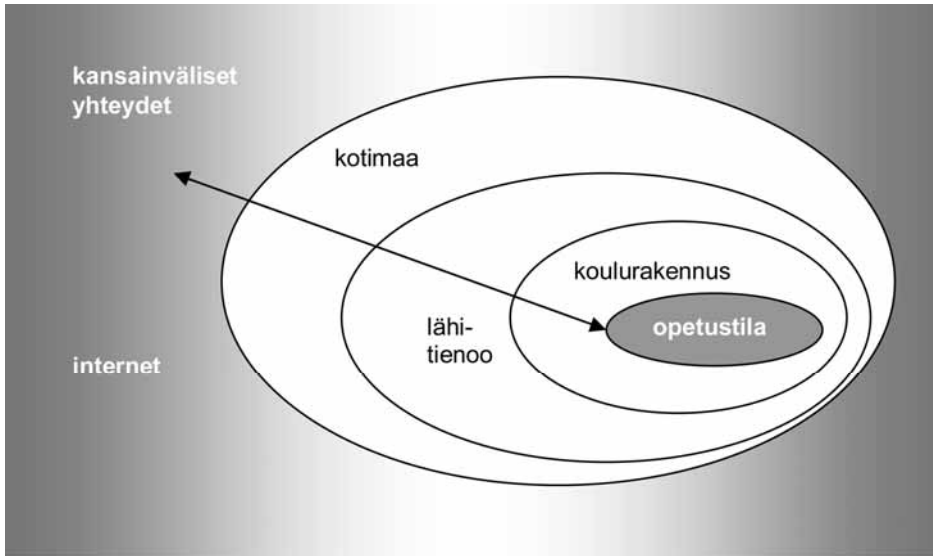 kansainväliset
yhteydet
kotimaa
koulurakennus
opetustila
lähi-
tienoo
internet